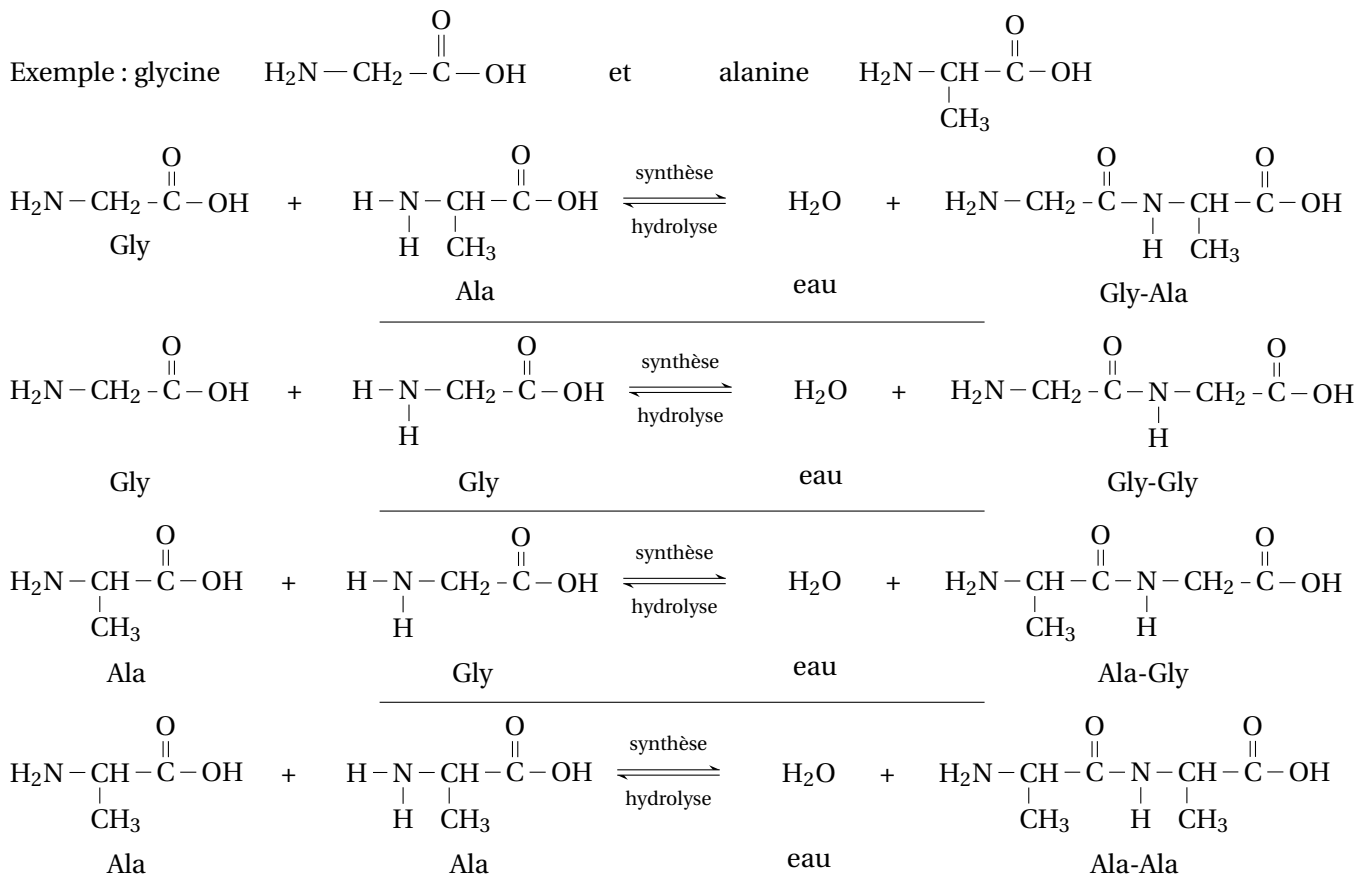 O O
Exemple : glycine H₂N — CH₂ — C — OH et alanine H₂N — CH — C — OH
CH₃
O O O O
H₂N — CH₂ — C — OH + H — N — CH — C — OH synthèse hydrolyse H₂O + H₂N — CH₂ — C — N — CH — C — OH
Gly H CH₃ H CH₃
Ala eau Gly-Ala
O O O O
H₂N — CH₂ — C — OH + H — N — CH₂ — C — OH synthèse hydrolyse H₂O + H₂N — CH₂ — C — N — CH₂ — C — OH
H H
Gly Gly eau Gly-Gly
O O O O
H₂N — CH — C — OH + H — N — CH₂ — C — OH synthèse hydrolyse H₂O + H₂N — CH — C — N — CH₂ — C — OH
CH₃ H CH₃ H
Ala Gly eau Ala-Gly
O O O O
H₂N — CH — C — OH + H — N — CH — C — OH synthèse hydrolyse H₂O + H₂N — CH — C — N — CH — C — OH
CH₃ H CH₃ CH₃ H CH₃
Ala Ala eau Ala-Ala